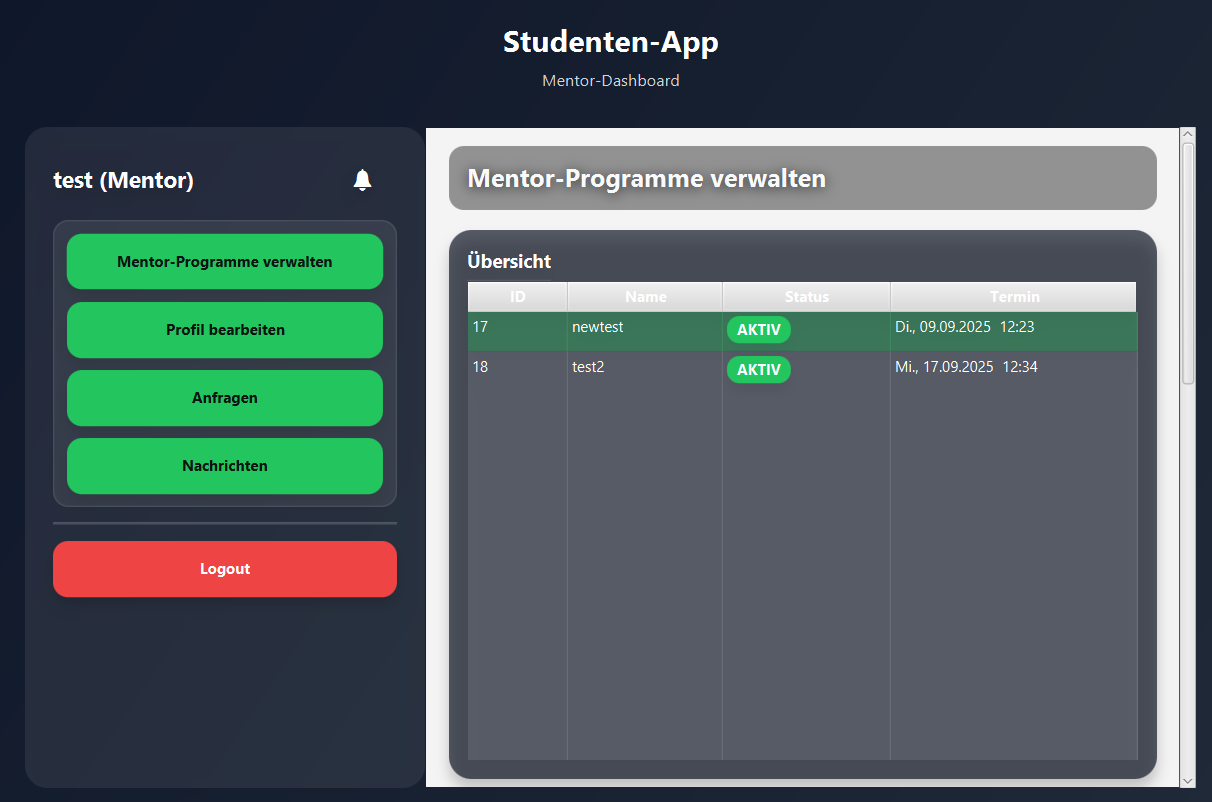 Studenten-App
Mentor-Dashboard
test (Mentor)
Mentor-Programme verwalten
Profil bearbeiten
Anfragen
Nachrichten
Logout
Mentor-Programme verwalten
Übersicht
ID Name Status Termin
17 newtest AKTIV Di., 09.09.2025 12:23
18 test2 AKTIV Mi., 17.09.2025 12:34